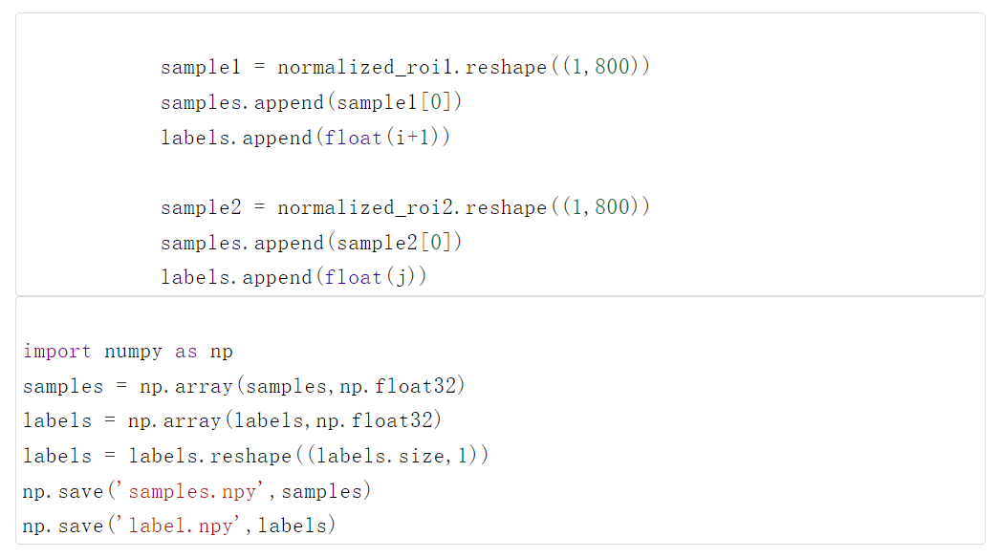 sample1 = normalized_roi1.reshape((1,800))
samples.append(sample1[0])
labels.append(float(i+1))
sample2 = normalized_roi2.reshape((1,800))
samples.append(sample2[0])
labels.append(float(j))
import numpy as np
samples = np.array(samples,np.float32)
labels = np.array(labels,np.float32)
labels = labels.reshape((labels.size,1))
np.save('samples.npy',samples)
np.save('label.npy',labels)